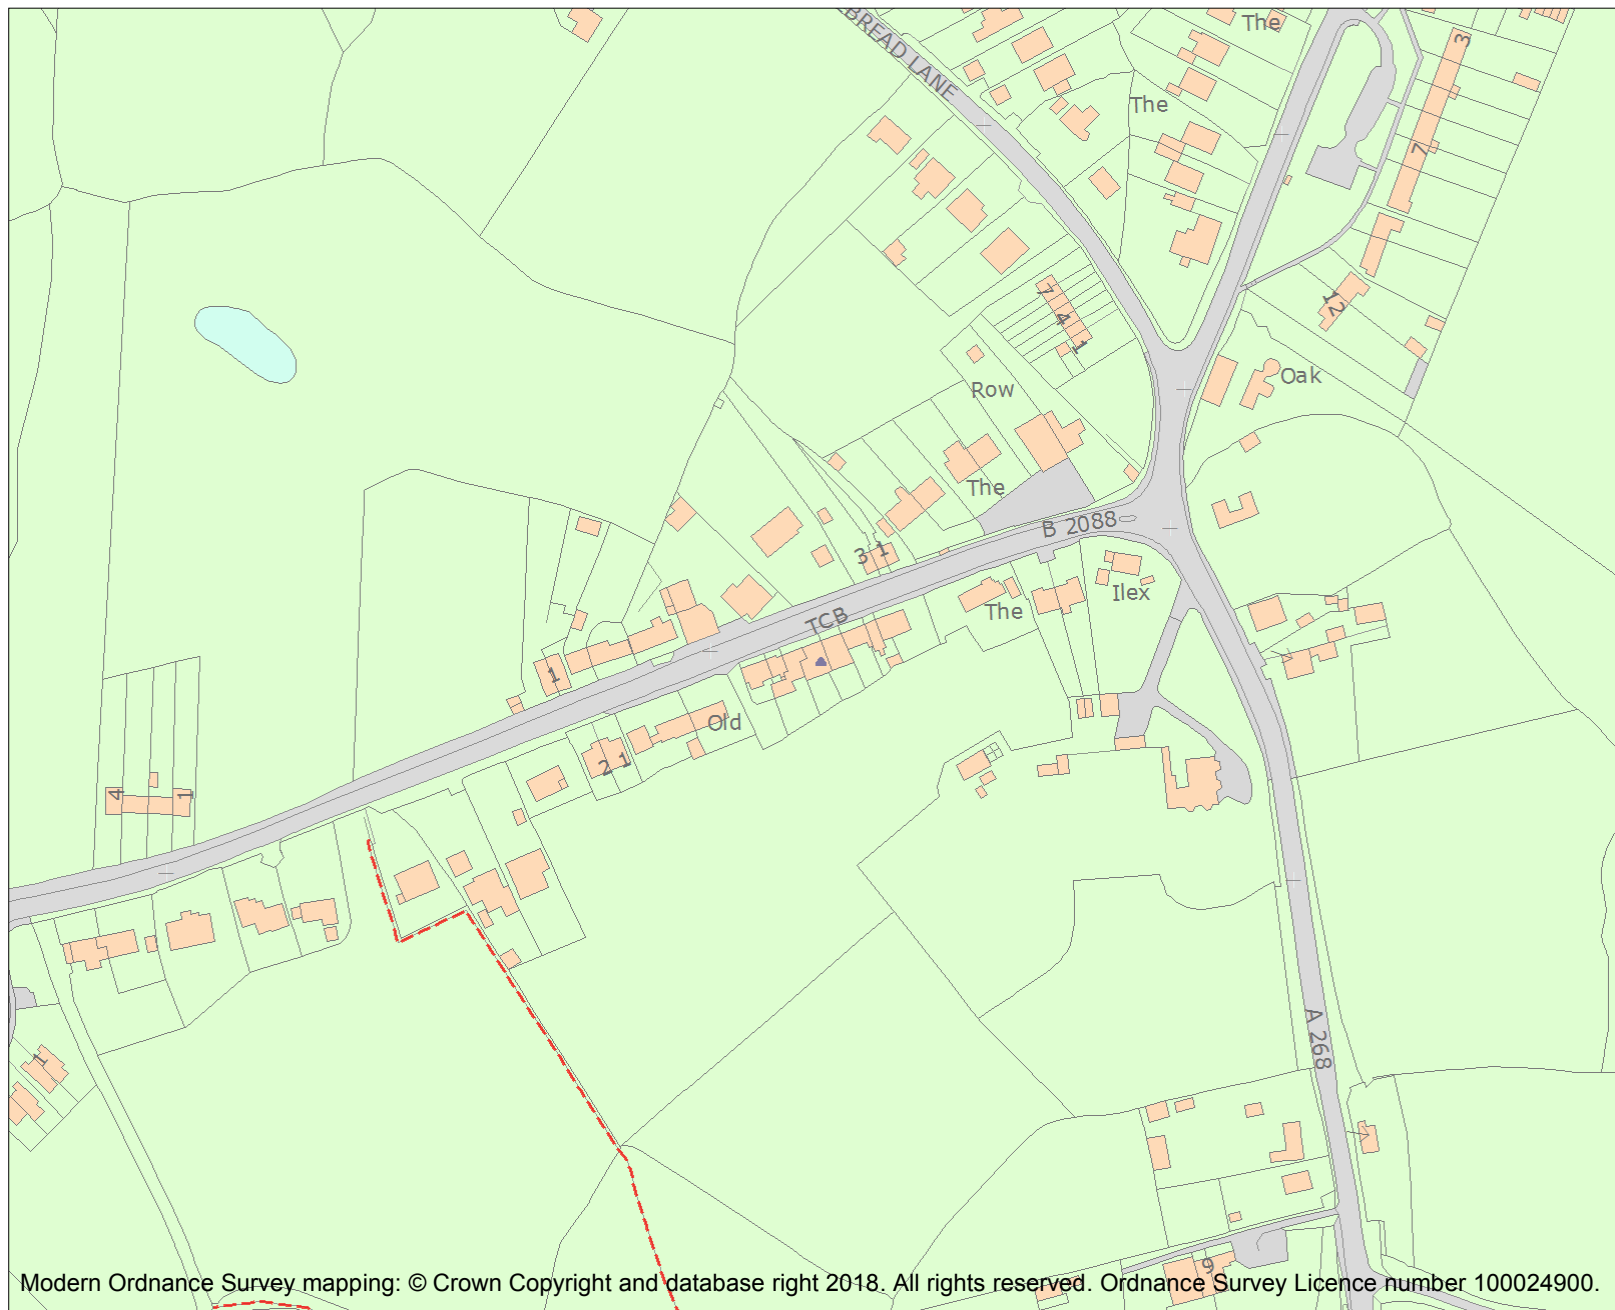 The
3
BREAD LANE
The
7
12
7
4
1
Oak
Row
The
B 2088
3 1
Ilex
The
TCB
1
Old
2 1
4
1
A 268
1
9
Modern Ordnance Survey mapping: © Crown Copyright and database right 2018. All rights reserved. Ordnance Survey Licence number 100024900.